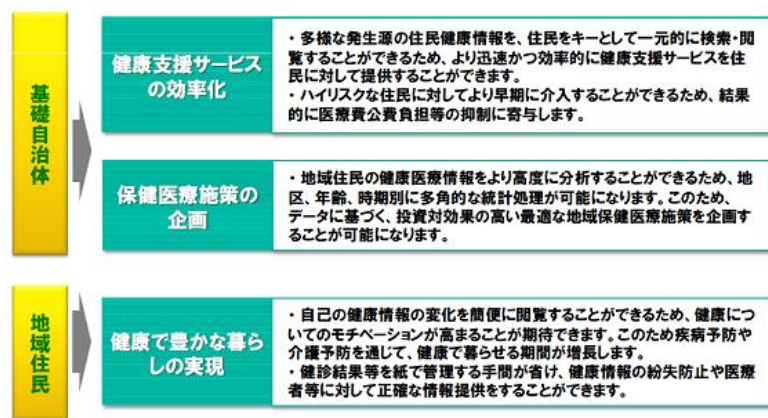 基礎自治体
健康支援サービス
の効率化
・多様な発生源の住民健康情報を、住民をキーとして一元的に検索・閲
覧することができるため、より迅速かつ効率的に健康支援サービスを住
民に対して提供することができます。
・ハイリスクな住民に対してより早期に介入することができるため、結果
的に医療費公費負担等の抑制に寄与します。
保健医療施策の
企画
・地域住民の健康医療情報をより高度に分析することができるため、地
区、年齢、時期別に多角的な統計処理が可能になります。このため、
データに基づく、投資対効果の高い最適な地域保健医療施策を企画す
ることが可能になります。
地域住民
健康で豊かな暮ら
しの実現
・自己の健康情報の変化を簡便に閲覧することができるため、健康につ
いてのモチベーションが高まることが期待できます。このため疾病予防や
介護予防を通じて、健康で暮らせる期間が増長します。
・健診結果等を紙で管理する手間が省け、健康情報の紛失防止や医療
者等に対して正確な情報提供をすることができます。